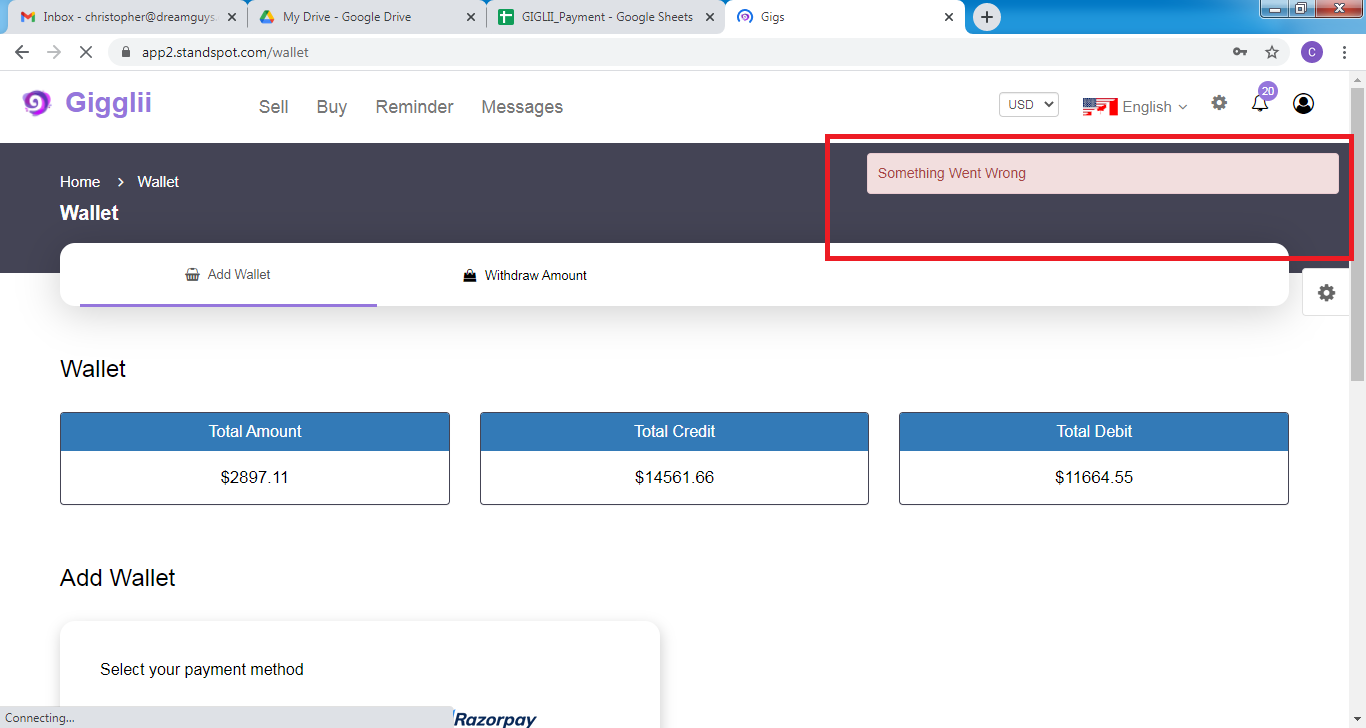 Inbox - christopher@dreamguys.
My Drive - Google Drive
GIGLII_Payment - Google Sheets
Gigs
app2.standspot.com/wallet
C
Gigglii
Sell
Buy
Reminder
Messages
USD
English
20
Home > Wallet
Something Went Wrong
Wallet
Add Wallet
Withdraw Amount
Wallet
Total Amount
Total Credit
Total Debit
$2897.11
$14561.66
$11664.55
Add Wallet
Select your payment method
Razorpay
Connecting...